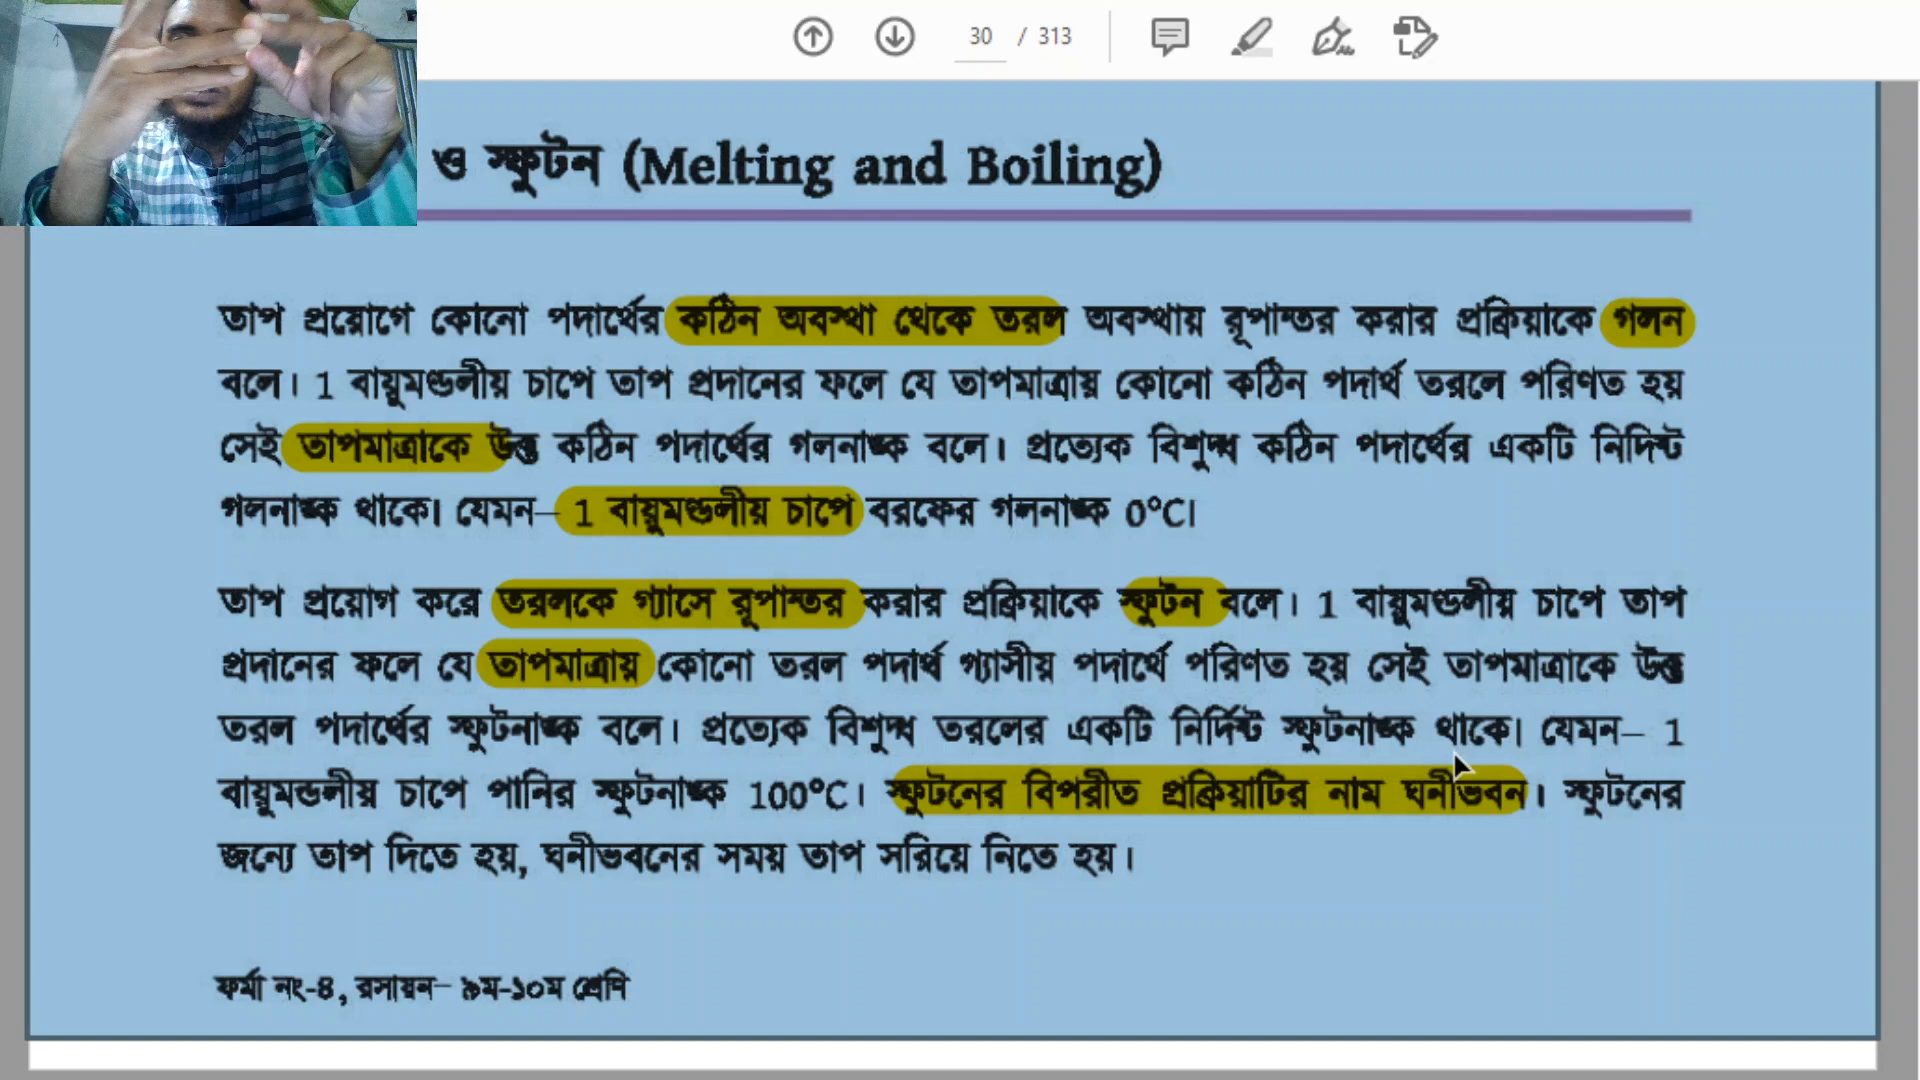 30 / 313
ও স্ফুটন (Melting and Boiling)
তাপ প্রয়োগে কোনো পদার্থের কঠিন অবস্থা থেকে তরল অবস্থায় রূপান্তর করার প্রক্রিয়াকে গলন
বলে। 1 বায়ুমণ্ডলীয় চাপে তাপ প্রদানের ফলে যে তাপমাত্রায় কোনো কঠিন পদার্থ তরলে পরিণত হয়
সেই তাপমাত্রাকে উক্ত কঠিন পদার্থের গলনাঙ্ক বলে। প্রত্যেক বিশুদ্ধ কঠিন পদার্থের একটি নির্দিষ্ট
গলনাঙ্ক থাকে। যেমন– 1 বায়ুমণ্ডলীয় চাপে বরফের গলনাঙ্ক 0°C।
তাপ প্রয়োগ করে তরলকে গ্যাসে রূপান্তর করার প্রক্রিয়াকে স্ফুটন বলে। 1 বায়ুমণ্ডলীয় চাপে তাপ
প্রদানের ফলে যে তাপমাত্রায় কোনো তরল পদার্থ গ্যাসীয় পদার্থে পরিণত হয় সেই তাপমাত্রাকে উক্ত
তরল পদার্থের স্ফুটনাঙ্ক বলে। প্রত্যেক বিশুদ্ধ তরলের একটি নির্দিষ্ট স্ফুটনাঙ্ক থাকে। যেমন– 1
বায়ুমন্ডলীয় চাপে পানির স্ফুটনাঙ্ক 100°C। স্ফুটনের বিপরীত প্রক্রিয়াটির নাম ঘনীভবন। স্ফুটনের
জন্যে তাপ দিতে হয়, ঘনীভবনের সময় তাপ সরিয়ে নিতে হয়।
ফর্মা নং-৪, রসায়ন– ৯ম-১০ম শ্রেণি